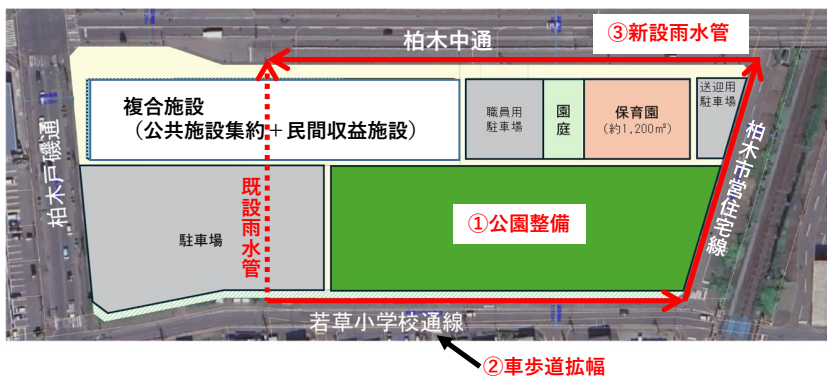 柏木中通
③新設雨水管
複合施設
（公共施設集約＋民間収益施設）
職員用
駐車場
園庭
保育園
(約1,200㎡)
送迎用
駐車場
柏木戸磯通
既設雨水管
柏木市営住宅線
駐車場
①公園整備
若草小学校通線
②車歩道拡幅